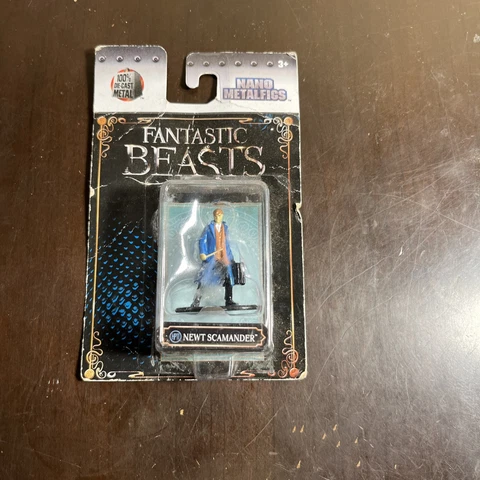 100%
DIE CAST
METAL
NANO
METALFIGS
3+
FANTASTIC
BEASTS
NEWT SCAMANDER